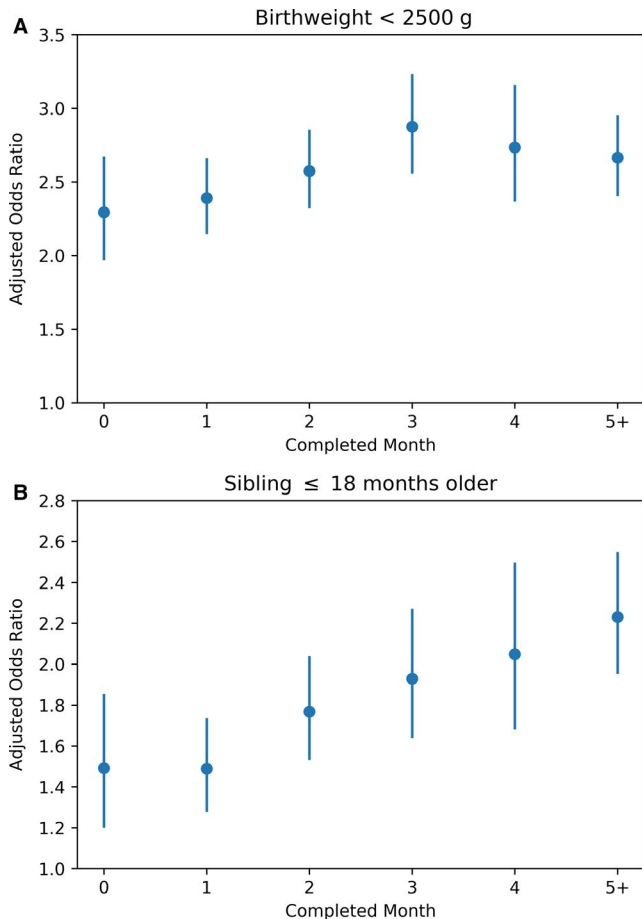 A
Birthweight < 2500 g
3.5
3.0
2.5
2.0
1.5
1.0
Adjusted Odds Ratio
0 1 2 3 4 5+
Completed Month
B
Sibling ≤ 18 months older
2.8
2.6
2.4
2.2
2.0
1.8
1.6
1.4
1.2
1.0
Adjusted Odds Ratio
0 1 2 3 4 5+
Completed Month